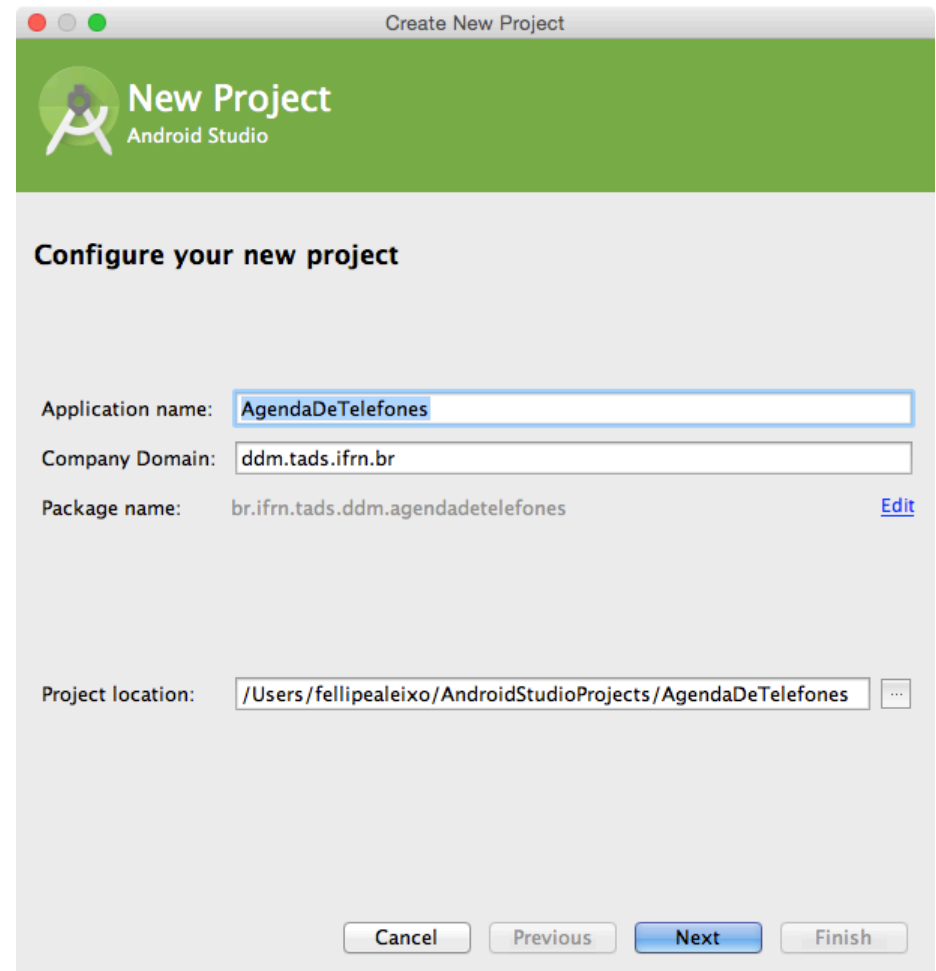 Create New Project
New Project
Android Studio
Configure your new project
Application name: AgendaDeTelefones
Company Domain: ddm.tads.ifrn.br
Package name: br.ifrn.tads.ddm.agendadetelefones Edit
Project location: /Users/fellipealeixo/AndroidStudioProjects/AgendaDeTelefones ...
Cancel Previous Next Finish